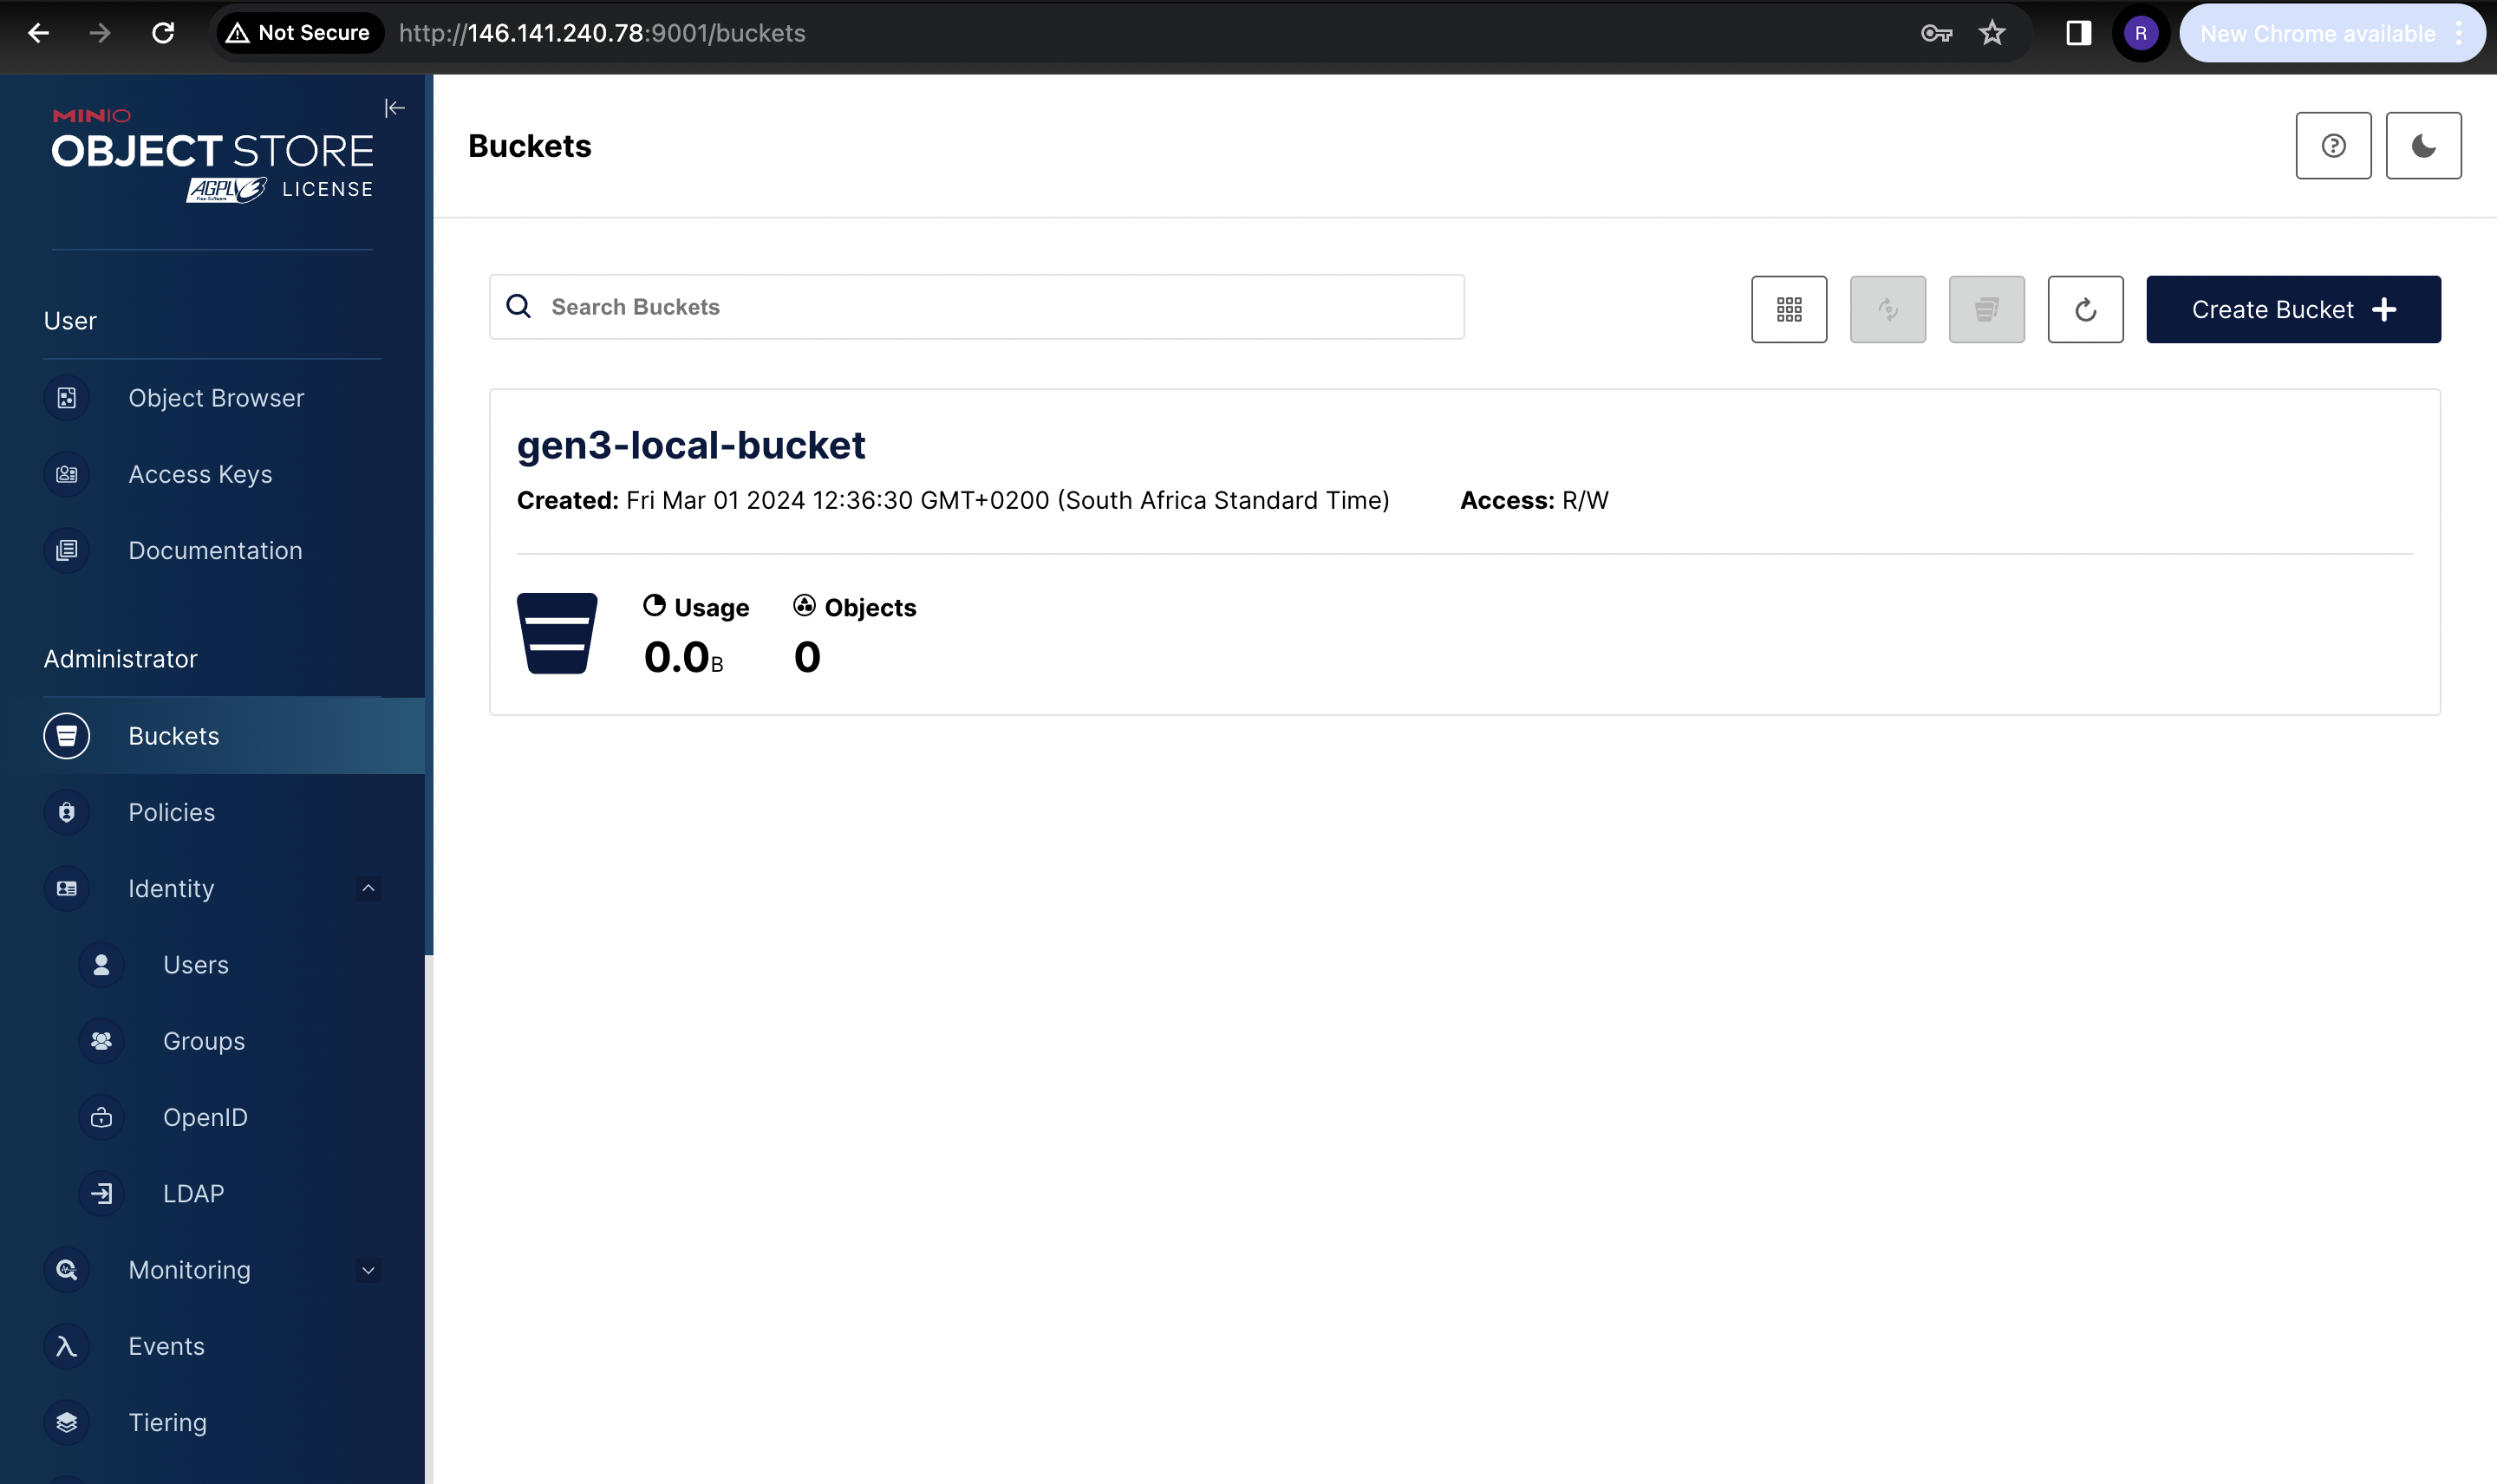 Not Secure
http://146.141.240.78:9001/buckets
R
New Chrome available
MINIO
OBJECT STORE
AGPLv3
Free Software
LICENSE
User
Object Browser
Access Keys
Documentation
Administrator
Buckets
Policies
Identity
Users
Groups
OpenID
LDAP
Monitoring
Events
Tiering
Buckets
Search Buckets
Create Bucket
gen3-local-bucket
Created: Fri Mar 01 2024 12:36:30 GMT+0200 (South Africa Standard Time) Access: R/W
Usage Objects
0.0B 0